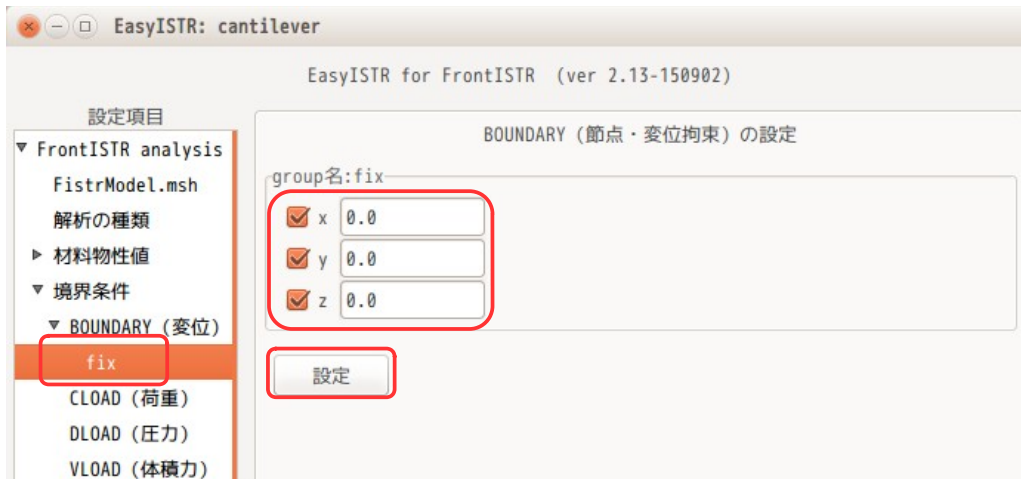 EasyISTR: cantilever
EasyISTR for FrontISTR (ver 2.13-150902)
設定項目
FrontISTR analysis
FistrModel.msh
解析の種類
材料物性値
境界条件
BOUNDARY (変位)
fix
CLOAD (荷重)
DLOAD (圧力)
VLOAD (体積力)
BOUNDARY (節点・変位拘束) の設定
group名:fix
x 0.0
y 0.0
z 0.0
設定